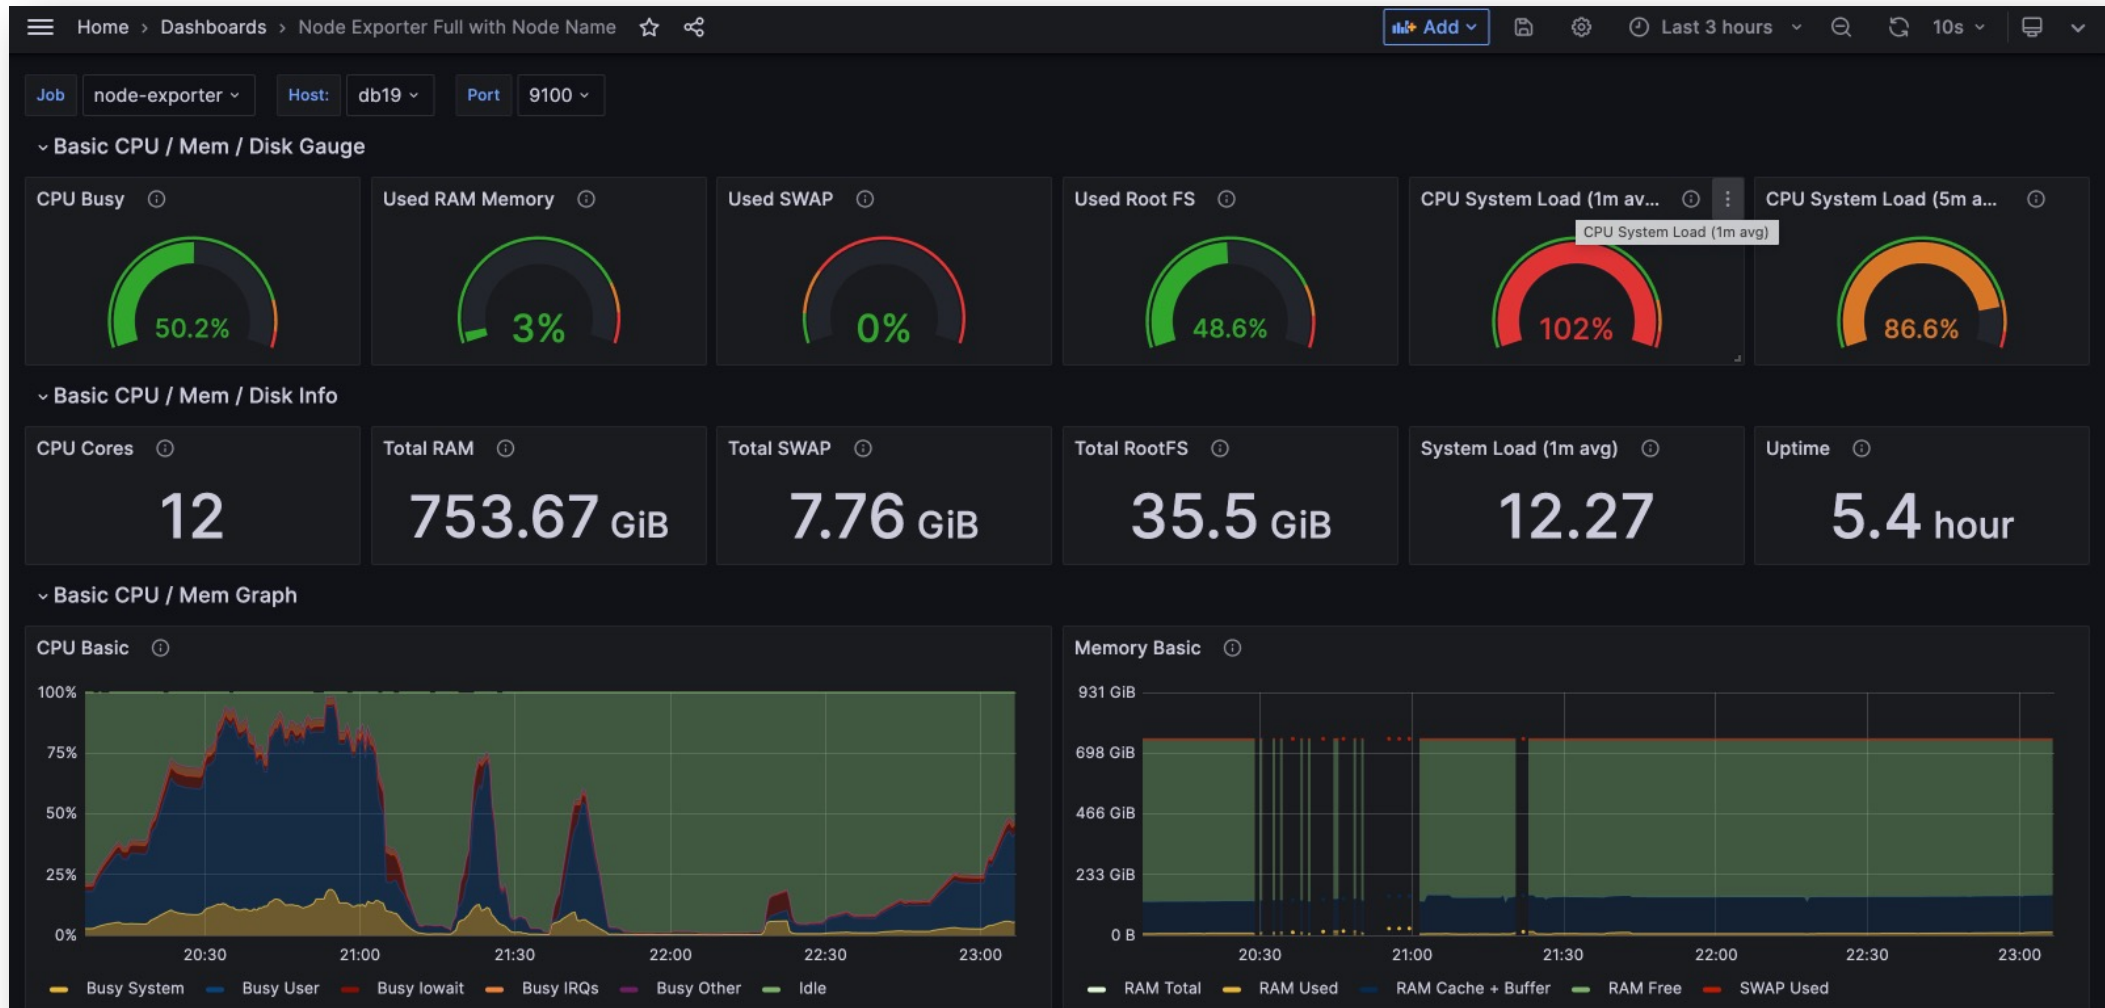 Home › Dashboards › Node Exporter Full with Node Name Add Last 3 hours 10s
Job node-exporter Host: db19 Port 9100
Basic CPU / Mem / Disk Gauge
CPU Busy Used RAM Memory Used SWAP Used Root FS CPU System Load (1m av... CPU System Load (5m a...
CPU System Load (1m avg)
50.2% 3% 0% 48.6% 102% 86.6%
Basic CPU / Mem / Disk Info
CPU Cores Total RAM Total SWAP Total RootFS System Load (1m avg) Uptime
12 753.67 GiB 7.76 GiB 35.5 GiB 12.27 5.4 hour
Basic CPU / Mem Graph
CPU Basic Memory Basic
100% 931 GiB
75% 698 GiB
50% 466 GiB
25% 233 GiB
0% 0 B
20:30 21:00 21:30 22:00 22:30 23:00 20:30 21:00 21:30 22:00 22:30 23:00
Busy System Busy User Busy Iowait Busy IRQs Busy Other Idle RAM Total RAM Used RAM Cache + Buffer RAM Free SWAP Used